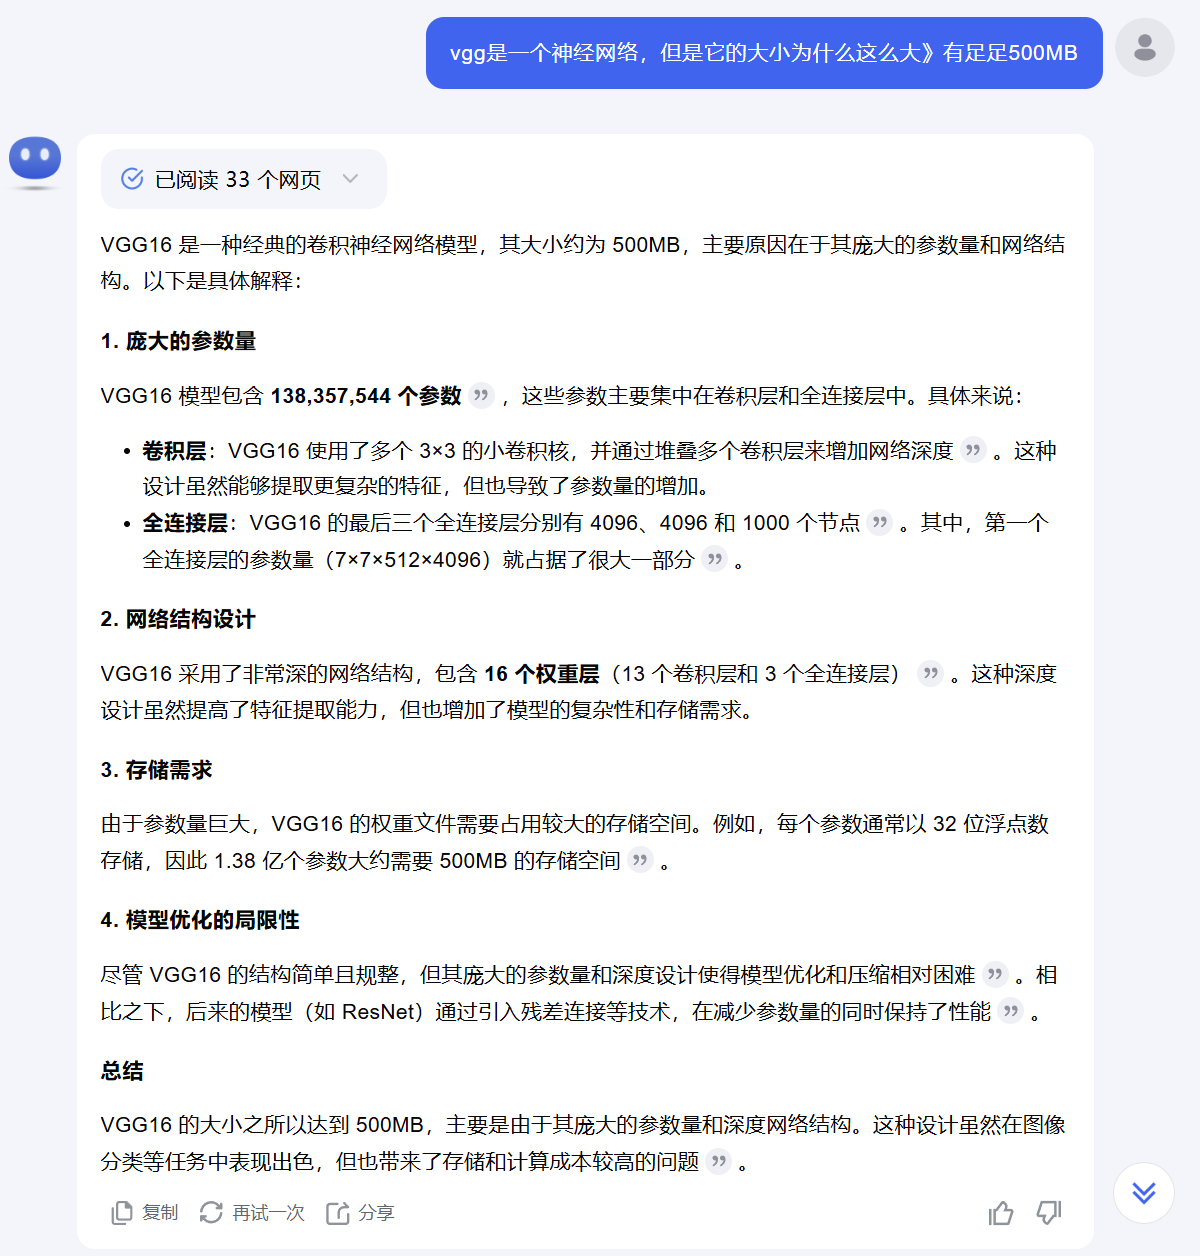 vgg是一个神经网络，但是它的大小为什么这么大》有足足500MB
已阅读 33 个网页
VGG16 是一种经典的卷积神经网络模型，其大小约为 500MB，主要原因在于其庞大的参数量和网络结
构。以下是具体解释：
1. 庞大的参数量
VGG16 模型包含 138,357,544 个参数 ，这些参数主要集中在卷积层和全连接层中。具体来说：
• 卷积层：VGG16 使用了多个 3×3 的小卷积核，并通过堆叠多个卷积层来增加网络深度 。这种
设计虽然能够提取更复杂的特征，但也导致了参数量的增加。
• 全连接层：VGG16 的最后三个全连接层分别有 4096、4096 和 1000 个节点 。其中，第一个
全连接层的参数量（7×7×512×4096）就占据了很大一部分 。
2. 网络结构设计
VGG16 采用了非常深的网络结构，包含 16 个权重层（13 个卷积层和 3 个全连接层） 。这种深度
设计虽然提高了特征提取能力，但也增加了模型的复杂性和存储需求。
3. 存储需求
由于参数量巨大，VGG16 的权重文件需要占用较大的存储空间。例如，每个参数通常以 32 位浮点数
存储，因此 1.38 亿个参数大约需要 500MB 的存储空间 。
4. 模型优化的局限性
尽管 VGG16 的结构简单且规整，但其庞大的参数量和深度设计使得模型优化和压缩相对困难 。相
比之下，后来的模型（如 ResNet）通过引入残差连接等技术，在减少参数量的同时保持了性能 。
总结
VGG16 的大小之所以达到 500MB，主要是由于其庞大的参数量和深度网络结构。这种设计虽然在图像
分类等任务中表现出色，但也带来了存储和计算成本较高的问题 。
复制 再试一次 分享